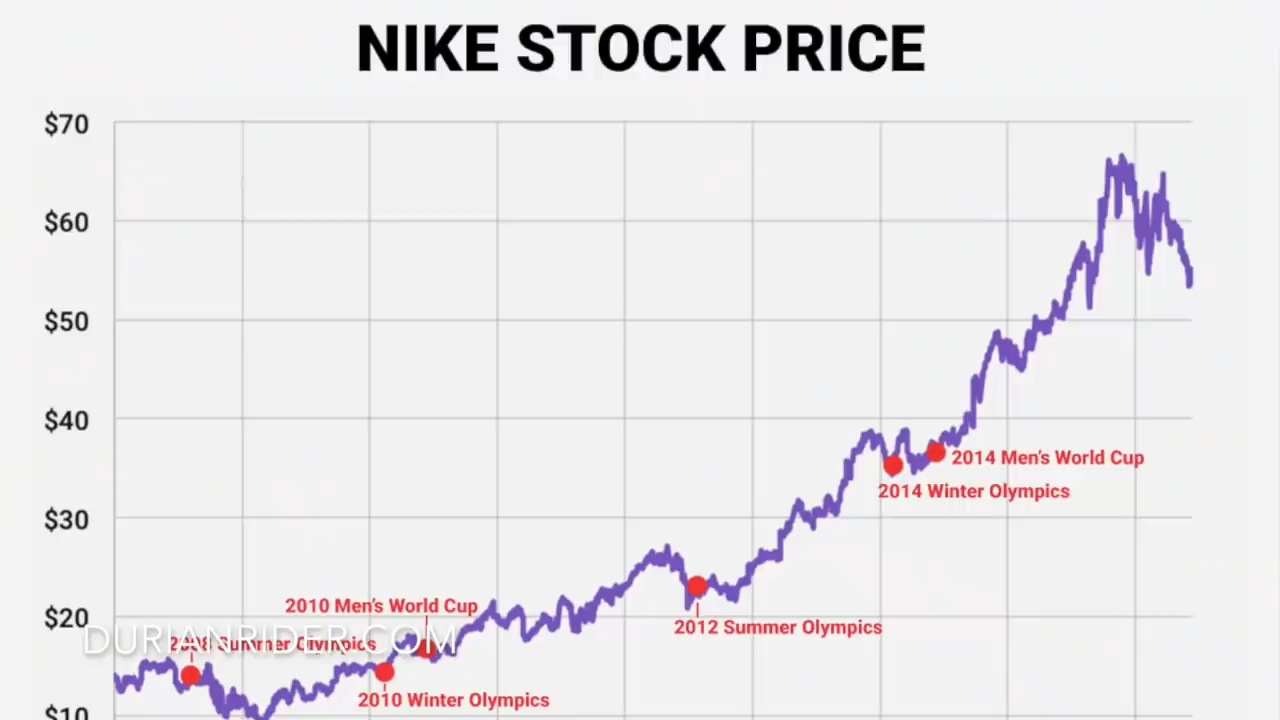 NIKE STOCK PRICE
$70
$60
$50
$40
2014 Men's World Cup
2014 Winter Olympics
$30
2010 Men's World Cup
$20
2012 Summer Olympics
DURIANRIDER.COM
2008 Summer Olympics
2010 Winter Olympics
$10